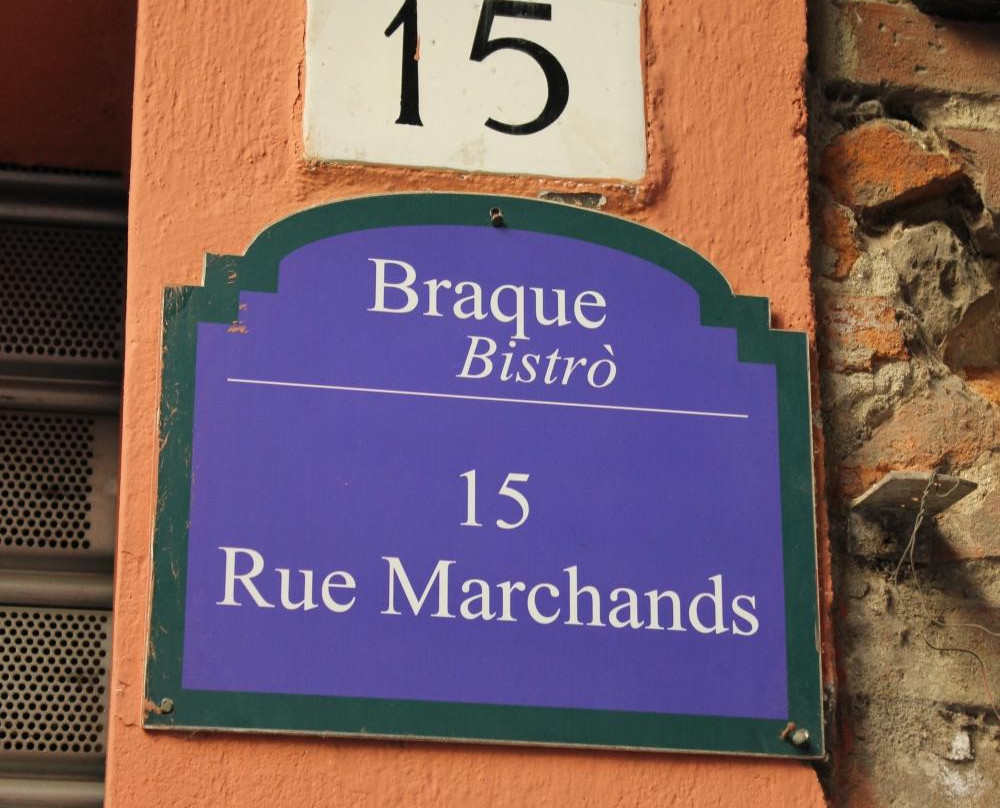 15
Braque
Bistrò
15
Rue Marchands